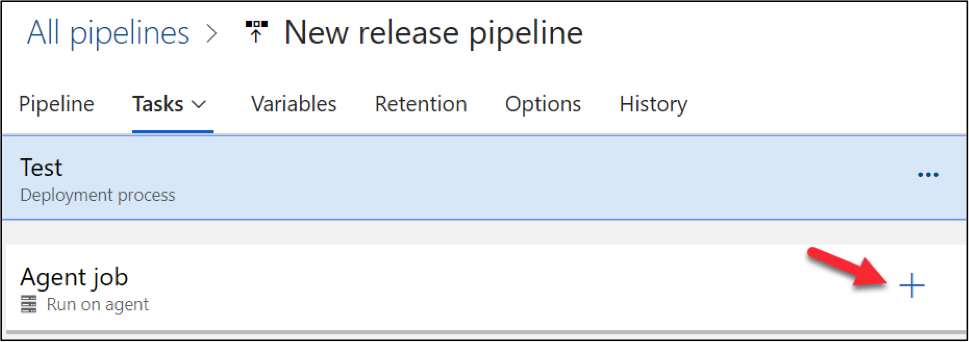 All pipelines > New release pipeline
Pipeline Tasks Variables Retention Options History
Test
Deployment process
Agent job
Run on agent